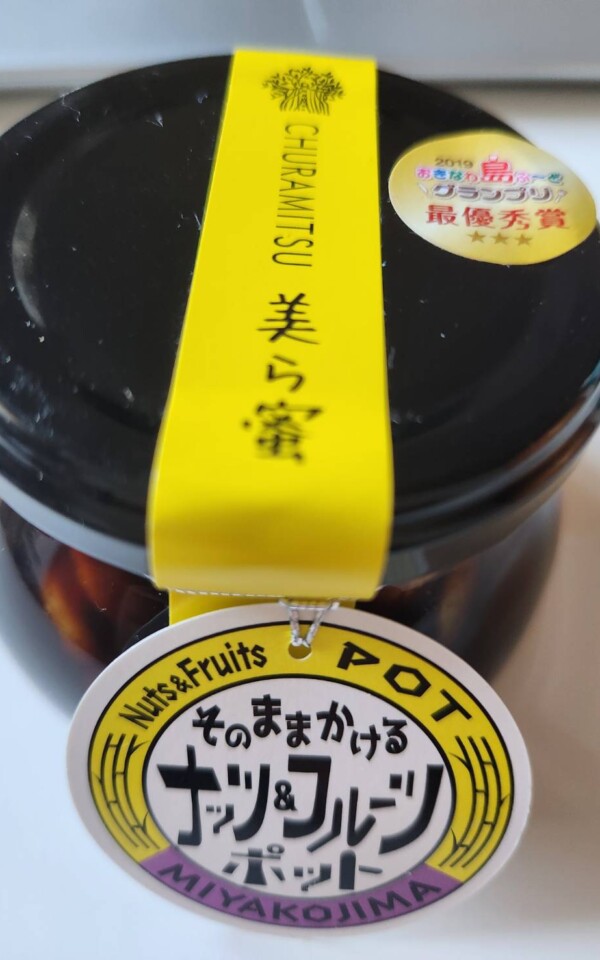 CHURAMITSU
美ら蜜
2019
おきなわ島ふーど
グランプリ
最優秀賞
Nuts&Fruits POT
そのままかける
ナッツ&フルーツ
ポット
MIYAKOJIMA